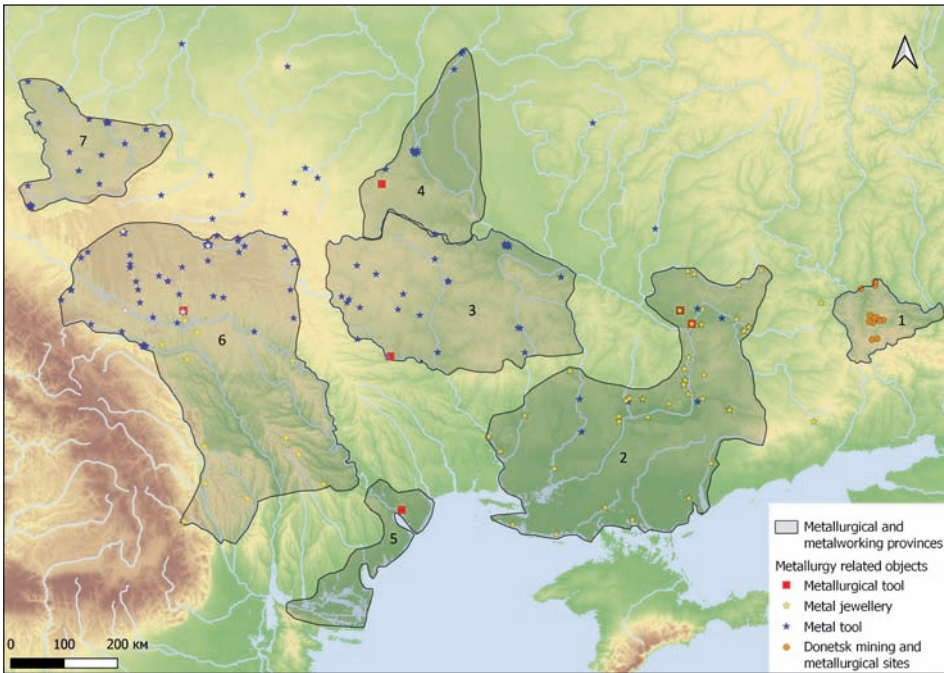 7
4
3
1
6
2
5
Metallurgical and
metalworking provinces
Metallurgy related objects
Metallurgical tool
Metal jewellery
Metal tool
Donetsk mining and
metallurgical sites
0 100 200 км